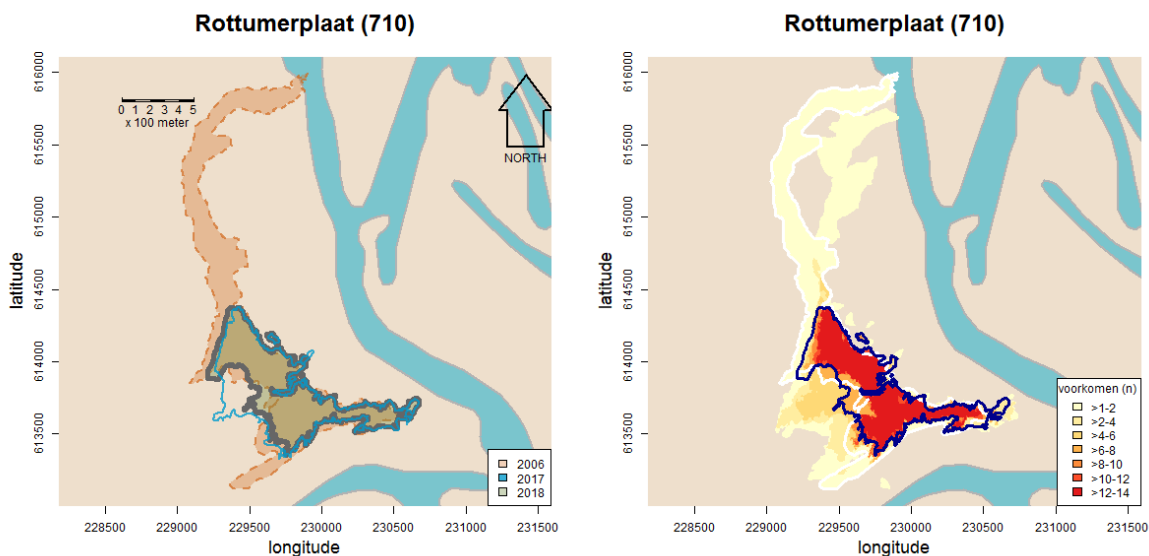 Rottumerplaat (710)
616000
615500
615000
614500
614000
613500
latitude
0 1 2 3 4 5
x 100 meter
NORTH
2006
2017
2018
228500 229000 229500 230000 230500 231000 231500
longitude
Rottumerplaat (710)
616000
615500
615000
614500
614000
613500
latitude
voorkomen (n)
>1-2
>2-4
>4-6
>6-8
>8-10
>10-12
>12-14
228500 229000 229500 230000 230500 231000 231500
longitude